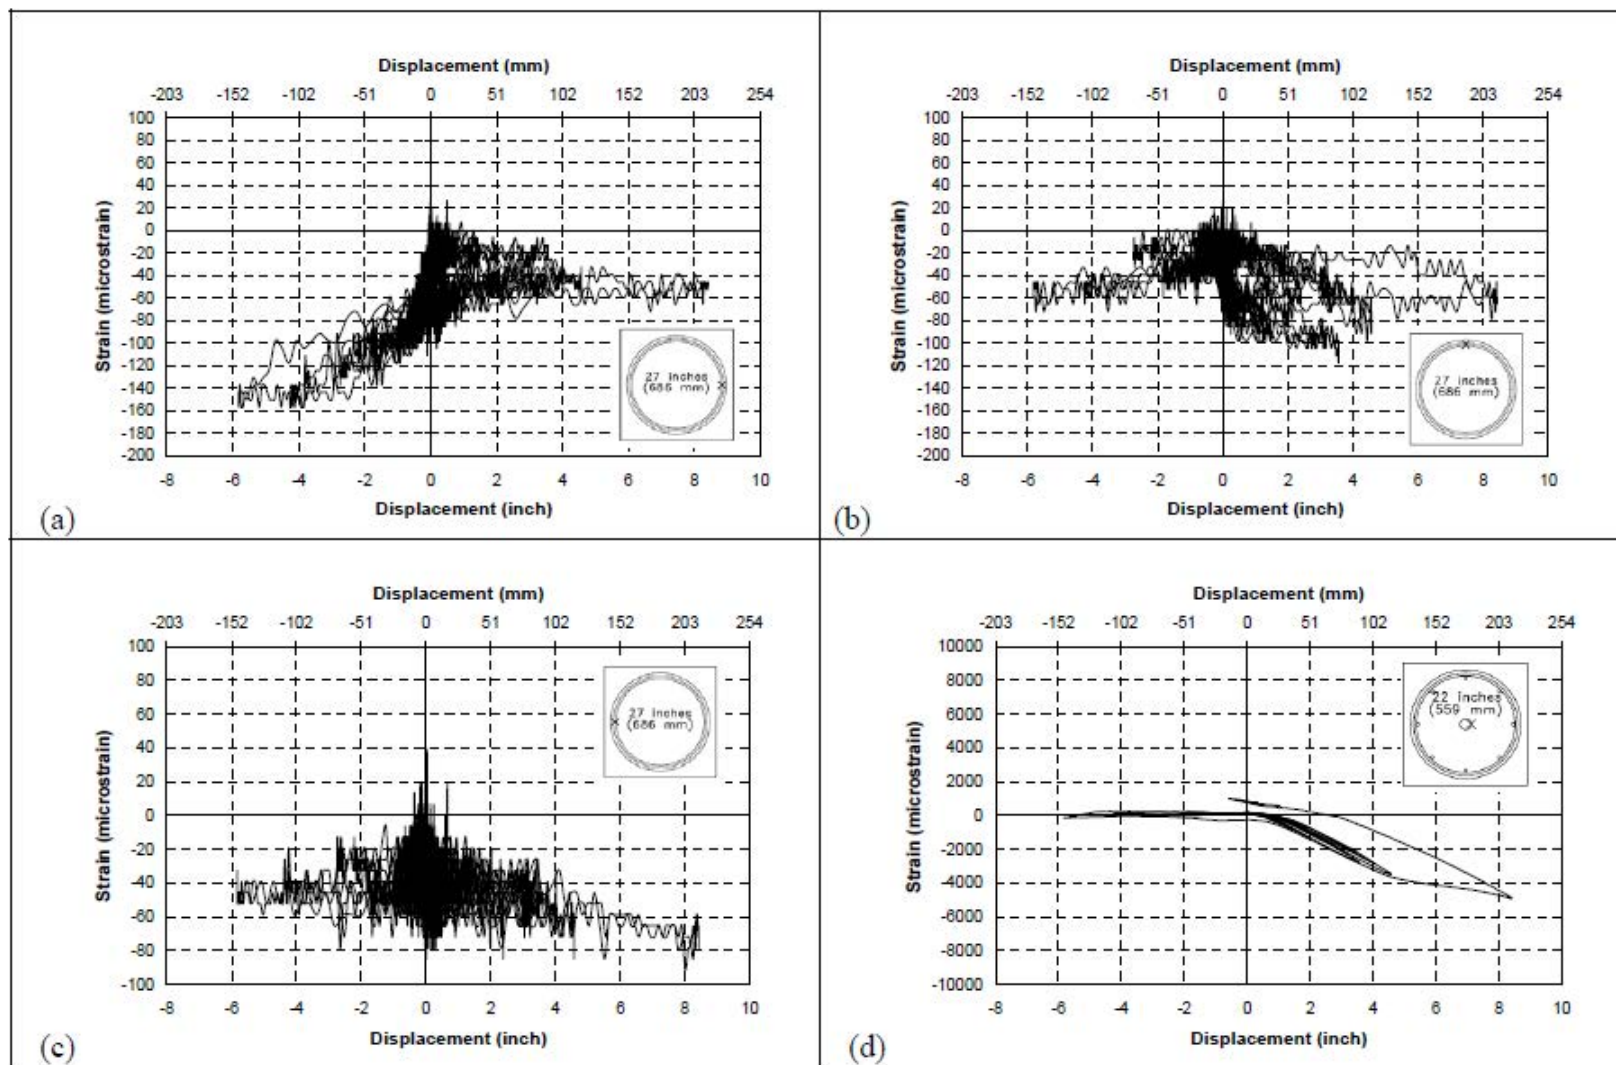 Displacement (mm)
-203 -152 -102 -51 0 51 102 152 203 254
100
80
60
40
20
0
-20
-40
-60
-80
-100
-120
-140
-160
-180
-200
Strain (microstrain)
27 inches
(686 mm)
-8 -6 -4 -2 0 2 4 6 8 10
Displacement (inch)
(a)
Displacement (mm)
-203 -152 -102 -51 0 51 102 152 203 254
100
80
60
40
20
0
-20
-40
-60
-80
-100
-120
-140
-160
-180
-200
Strain (microstrain)
27 inches
(686 mm)
-8 -6 -4 -2 0 2 4 6 8 10
Displacement (inch)
(b)
Displacement (mm)
-203 -152 -102 -51 0 51 102 152 203 254
100
80
60
40
20
0
-20
-40
-60
-80
-100
Strain (microstrain)
27 inches
(686 mm)
-8 -6 -4 -2 0 2 4 6 8 10
Displacement (inch)
(c)
Displacement (mm)
-203 -152 -102 -51 0 51 102 152 203 254
10000
8000
6000
4000
2000
0
-2000
-4000
-6000
-8000
-10000
Strain (microstrain)
22 inches
(559 mm)
-8 -6 -4 -2 0 2 4 6 8 10
Displacement (inch)
(d)